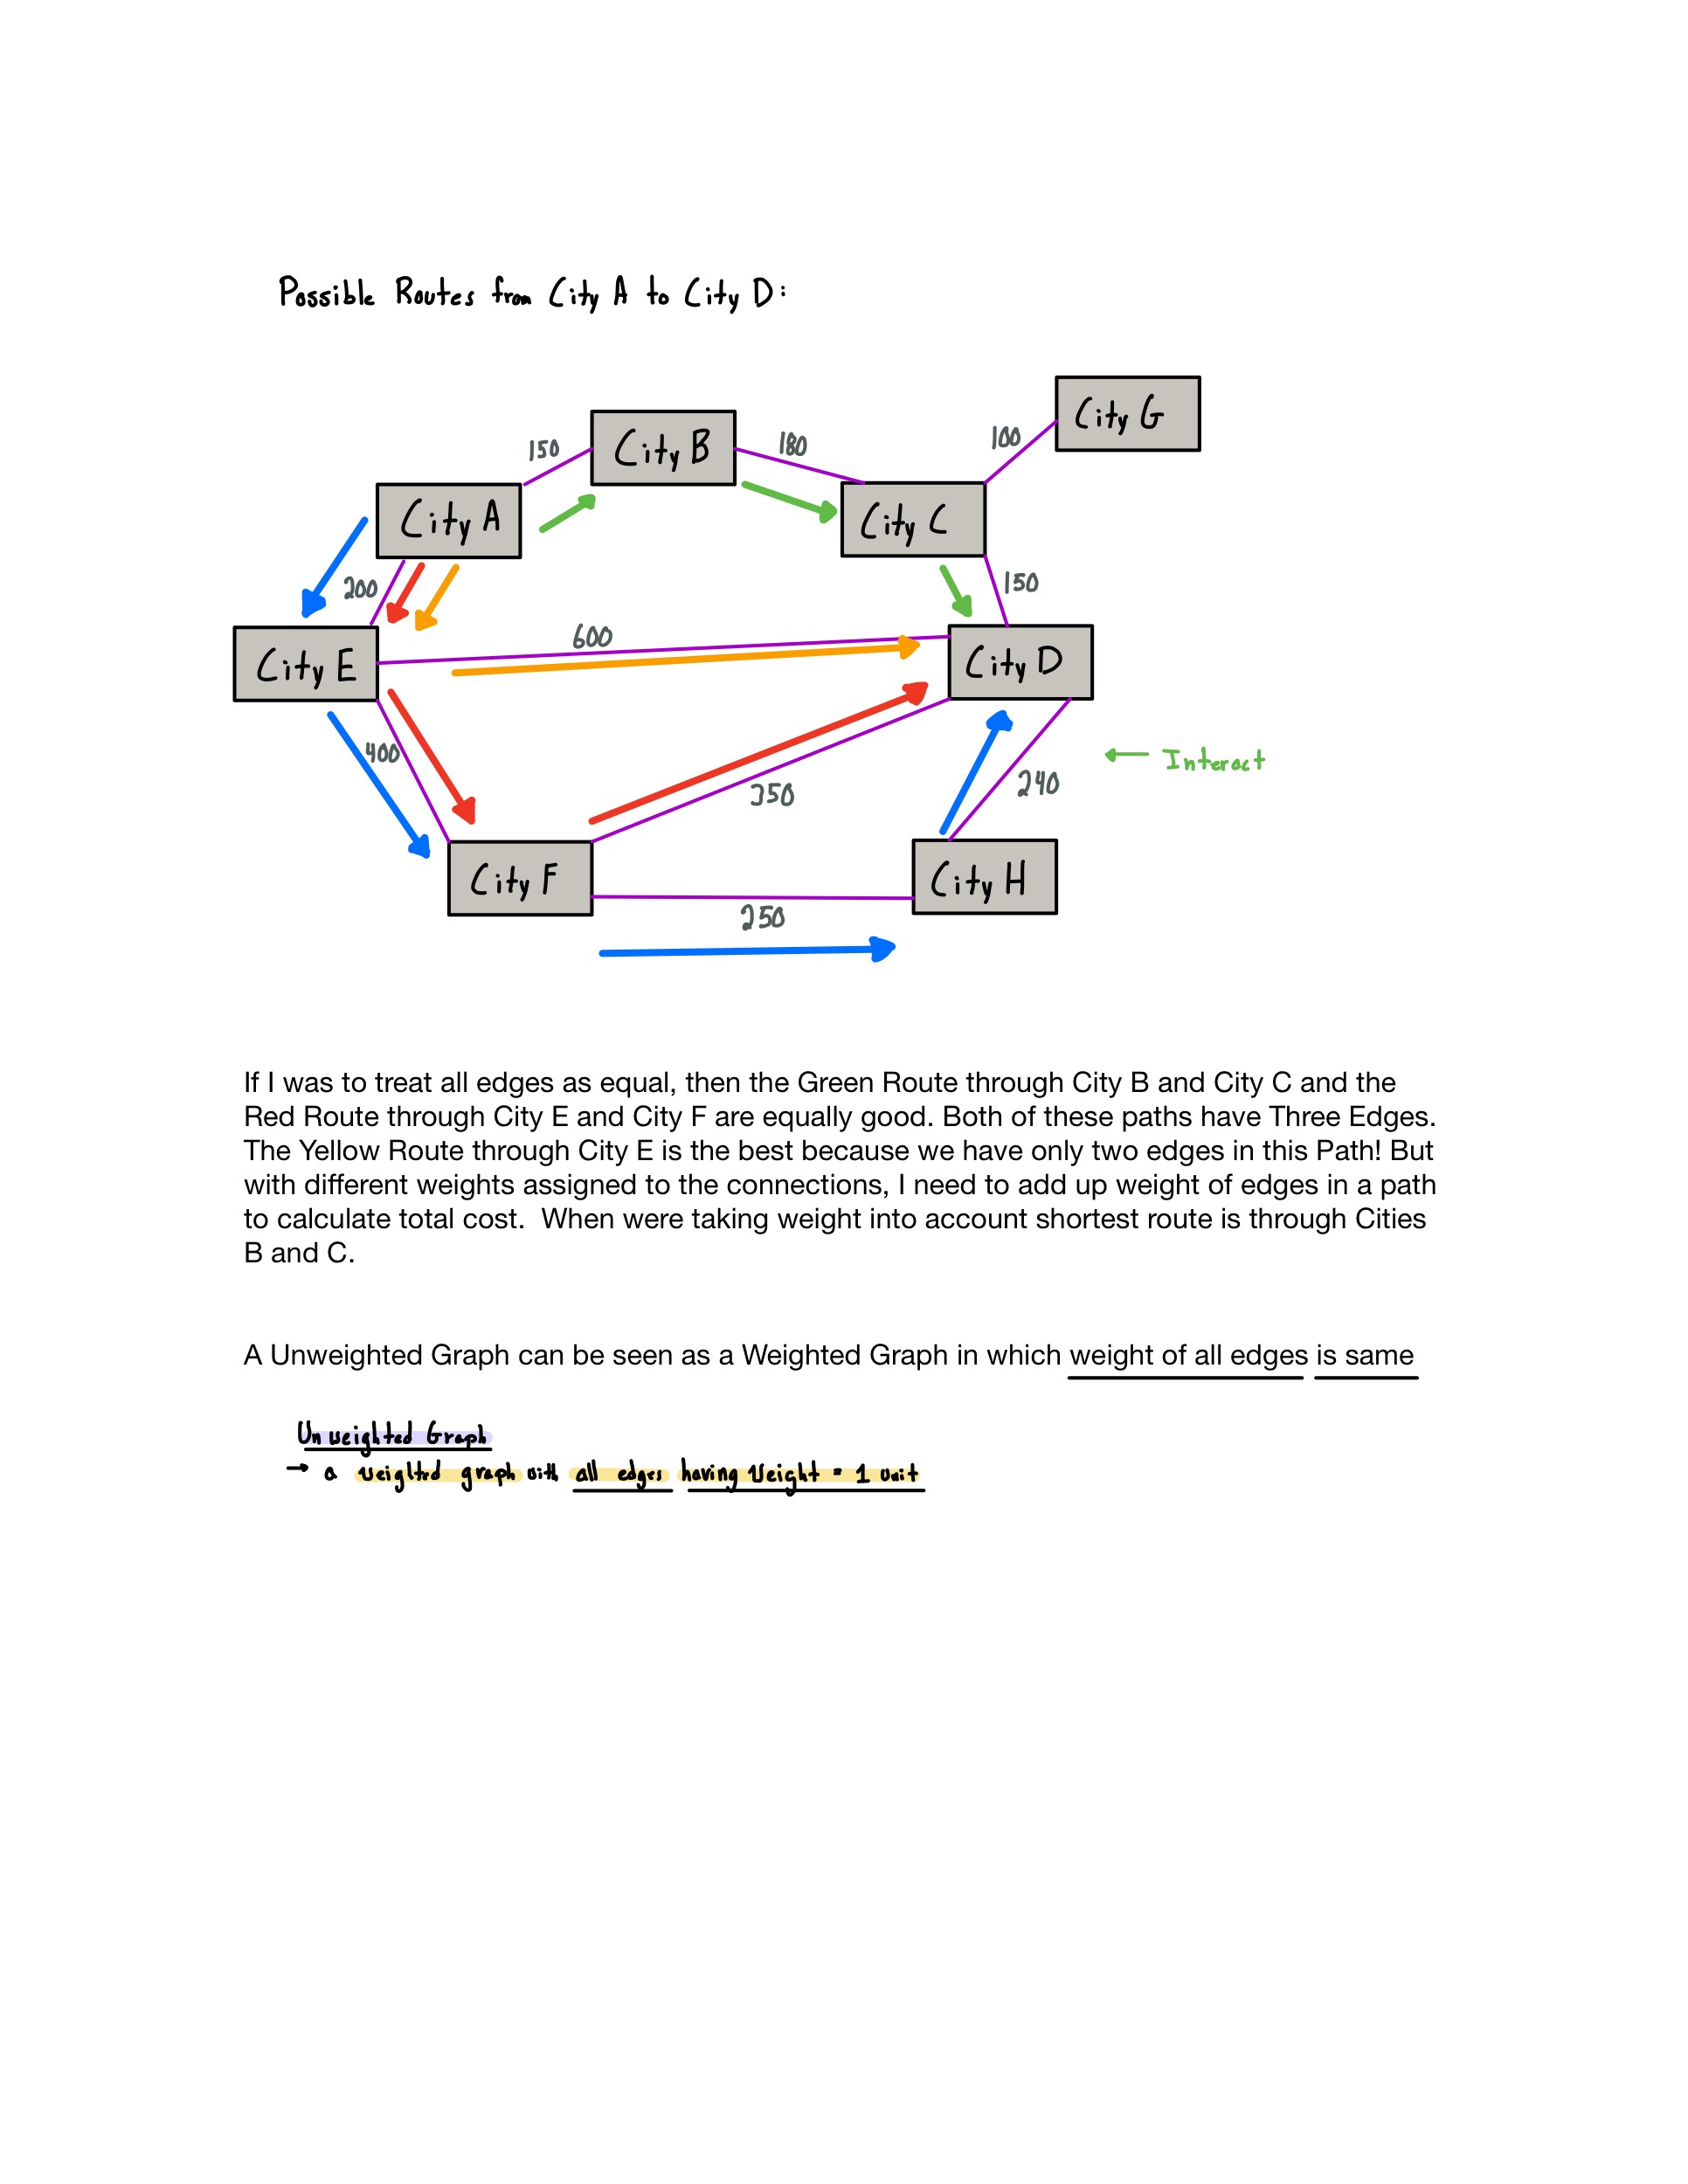 Possible Routes from City A to City D:
City G
100
City B
150
180
City A
City C
200
150
600
City E
City D
400
Interact
240
350
City F
City H
250
If I was to treat all edges as equal, then the Green Route through City B and City C and the
Red Route through City E and City F are equally good. Both of these paths have Three Edges.
The Yellow Route through City E is the best because we have only two edges in this Path! But
with different weights assigned to the connections, I need to add up weight of edges in a path
to calculate total cost.  When were taking weight into account shortest route is through Cities
B and C.
A Unweighted Graph can be seen as a Weighted Graph in which weight of all edges is same
Unweighted Graph
→ a weighted graph with all edges having Weight = 1 unit